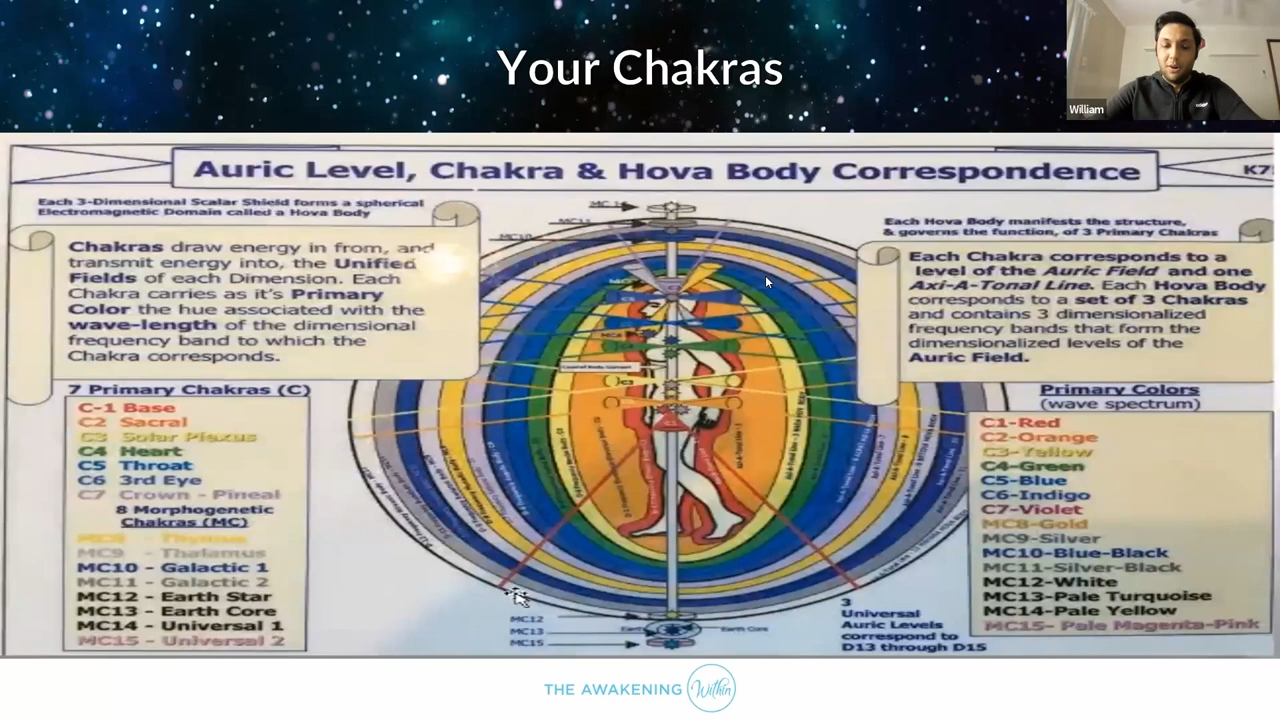 Your Chakras
William
Auric Level, Chakra & Hova Body Correspondence
K7
Each 3-Dimensional Scalar Shield forms a spherical
Electromagnetic Domain called a Hova Body
Chakras draw energy in from, and
transmit energy into, the Unified
Fields of each Dimension. Each
Chakra carries as it's Primary
Color the hue associated with the
wave-length of the dimensional
frequency band to which the
Chakra corresponds.
7 Primary Chakras (C)
C-1 Base
C2 Sacral
C3 Solar Plexus
C4 Heart
C5 Throat
C6 3rd Eye
C7 Crown - Pineal
8 Morphogenetic
Chakras (MC)
MC8 - Thymus
MC9 - Thalamus
MC10 - Galactic 1
MC11 - Galactic 2
MC12 - Earth Star
MC13 - Earth Core
MC14 - Universal 1
MC15 - Universal 2
MC12
MC13
MC15
Earth Core
Each Hova Body manifests the structure,
& governs the function, of 3 Primary Chakras
Each Chakra corresponds to a
level of the Auric Field and one
Axi-A-Tonal Line. Each Hova Body
corresponds to a set of 3 Chakras
and contains 3 dimensionalized
frequency bands that form the
dimensionalized levels of the
Auric Field.
Primary Colors
(wave spectrum)
C1-Red
C2-Orange
C3-Yellow
C4-Green
C5-Blue
C6-Indigo
C7-Violet
MC8-Gold
MC9-Silver
MC10-Blue-Black
MC11-Silver-Black
MC12-White
MC13-Pale Turquoise
MC14-Pale Yellow
MC15- Pale Magenta-Pink
3
Universal
Auric Levels
correspond to
D13 through D15
THE AWAKENING Within